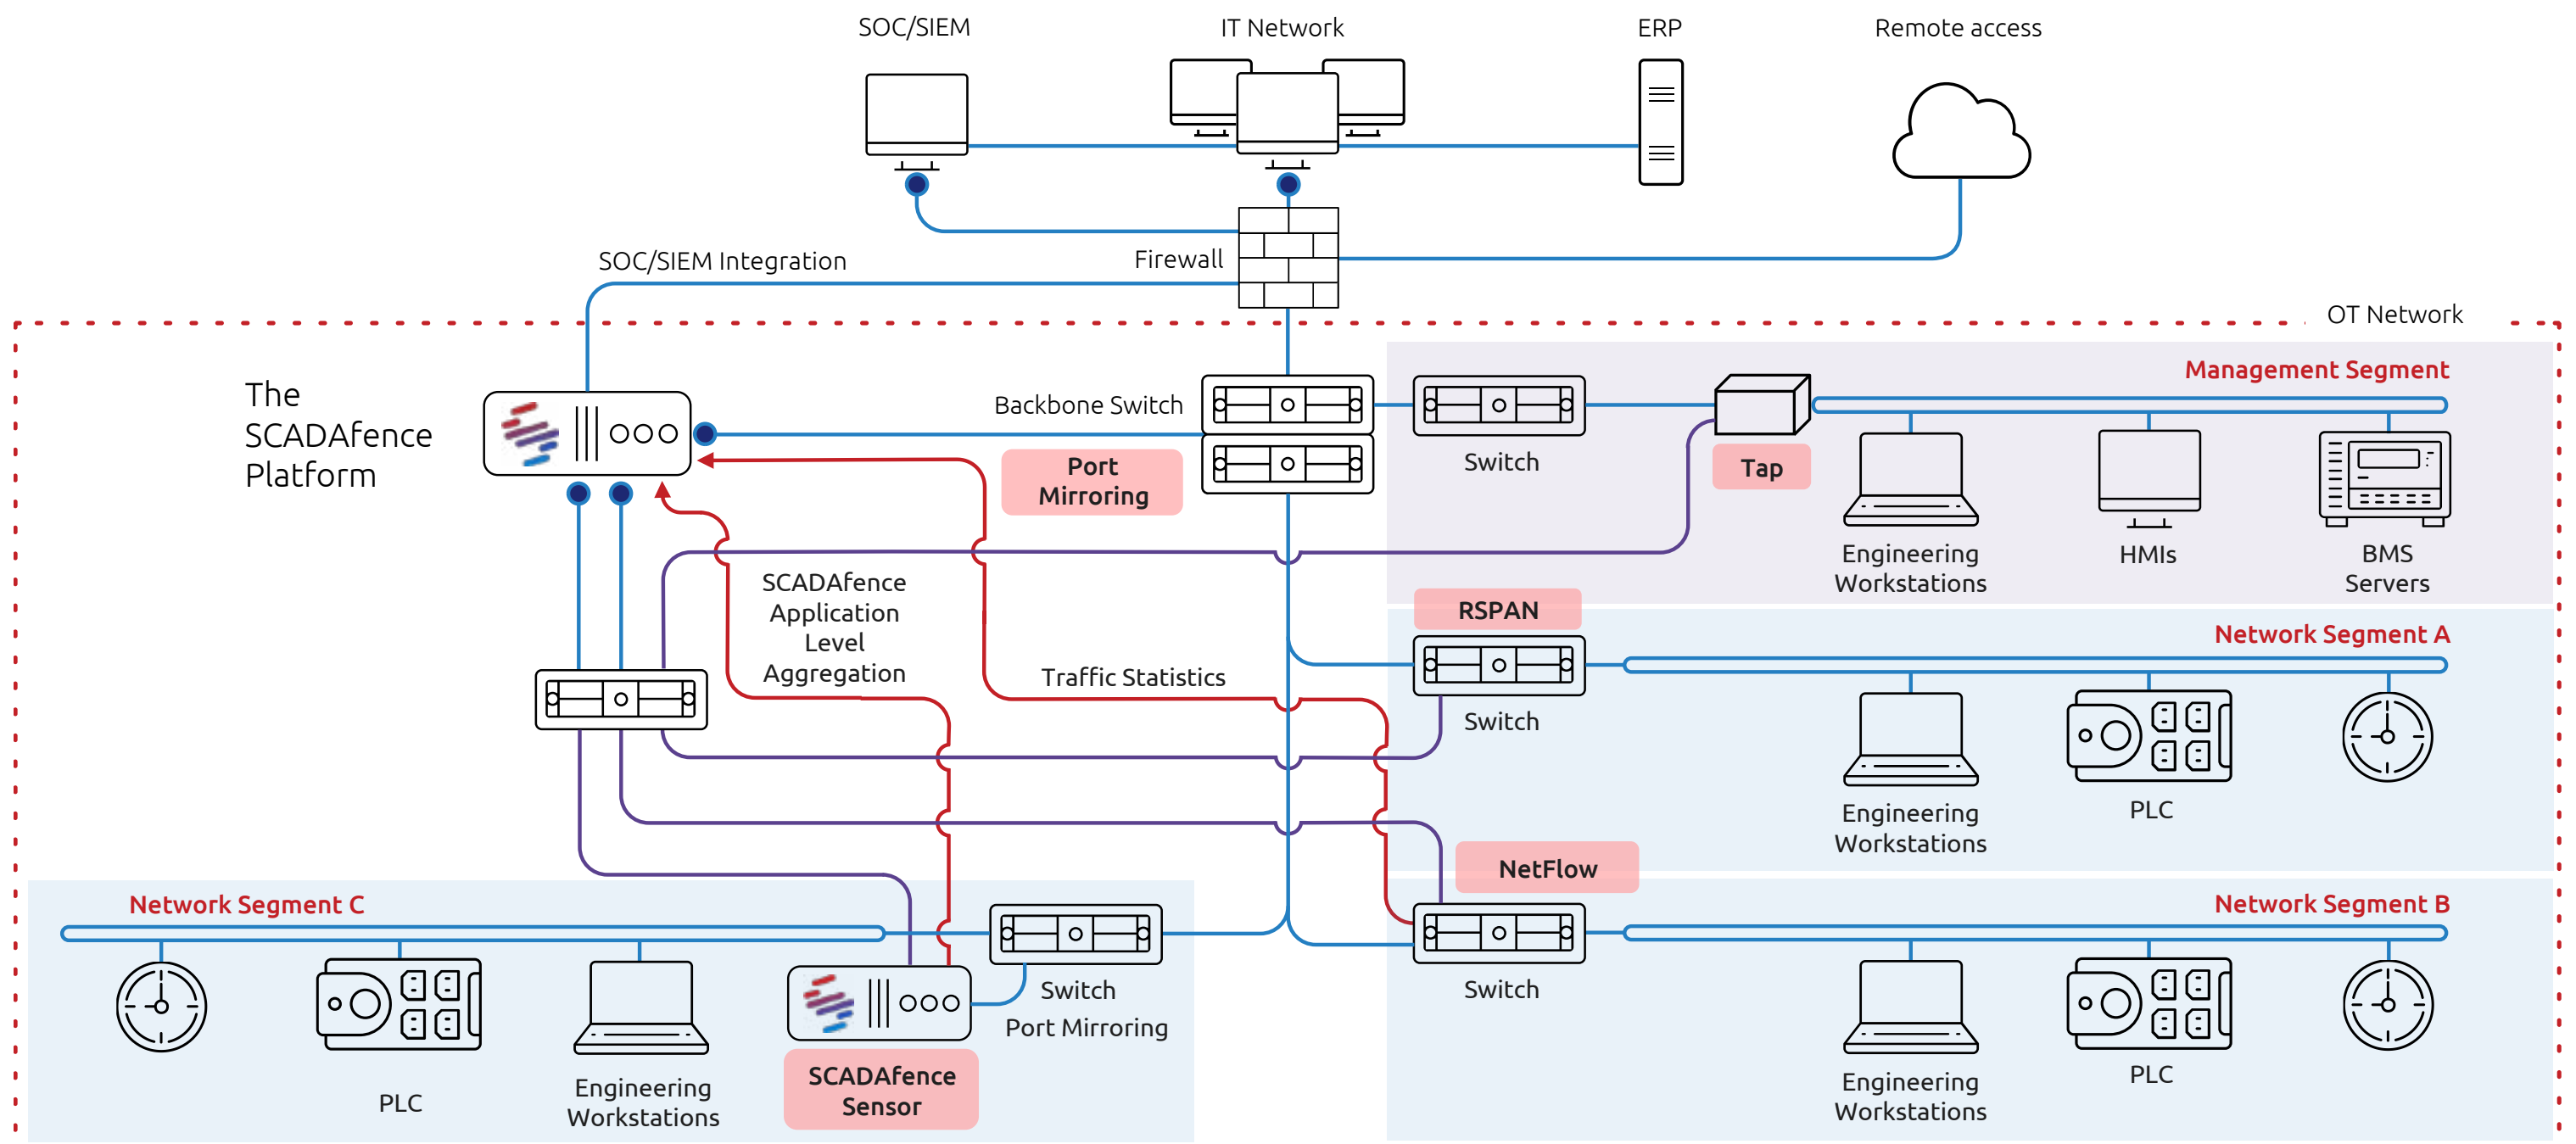 SOC/SIEM
IT Network
ERP
Remote access
SOC/SIEM Integration
Firewall
OT Network
The
SCADAfence
Platform
Backbone Switch
Port
Mirroring
Switch
Tap
Management Segment
Engineering
Workstations
HMIs
BMS
Servers
SCADAfence
Application
Level
Aggregation
Traffic Statistics
RSPAN
Switch
Network Segment A
Engineering
Workstations
PLC
NetFlow
Switch
Network Segment B
Engineering
Workstations
PLC
Network Segment C
PLC
Engineering
Workstations
SCADAfence
Sensor
Switch
Port Mirroring